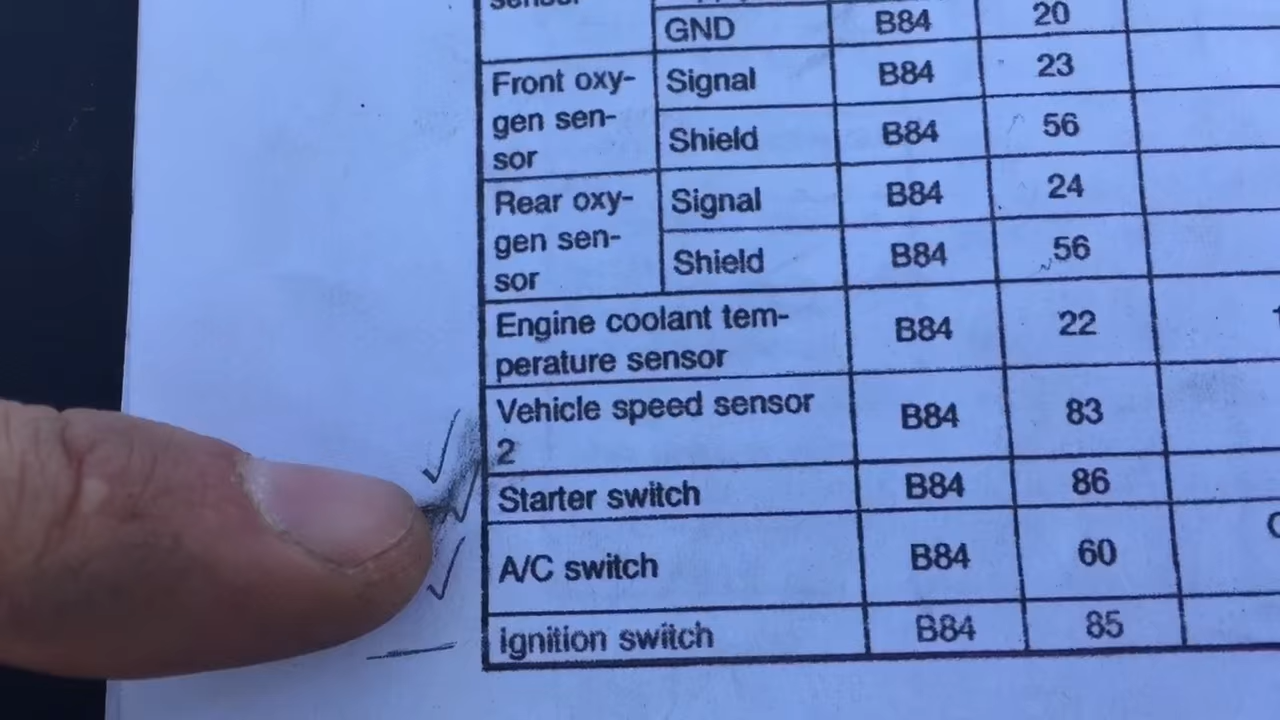 sensor
GND B84 20
Front oxy-
gen sen-
sor
Signal B84 23
Shield B84 56
Rear oxy-
gen sen-
sor
Signal B84 24
Shield B84 56
Engine coolant tem-
perature sensor
B84 22
Vehicle speed sensor
2
B84 83
Starter switch B84 86
A/C switch B84 60
Ignition switch B84 85